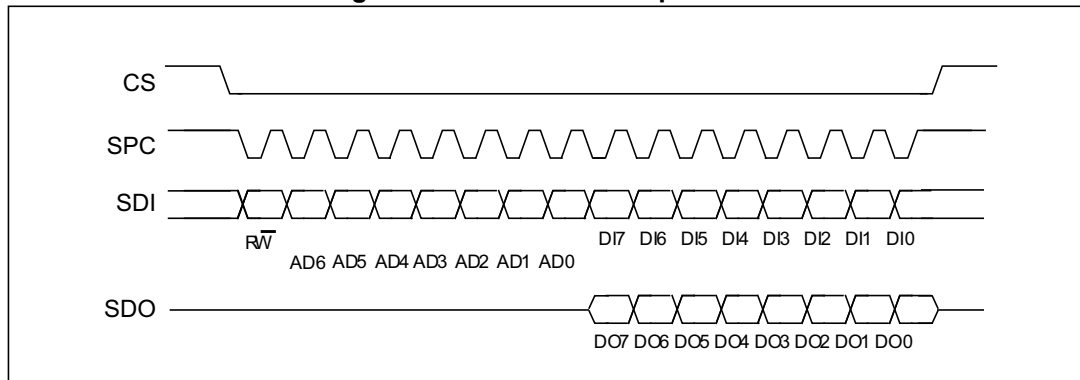 CS
SPC
SDI
RW
DI7 DI6 DI5 DI4 DI3 DI2 DI1 DI0
AD6 AD5 AD4 AD3 AD2 AD1 AD0
SDO
DO7 DO6 DO5 DO4 DO3 DO2 DO1 DO0